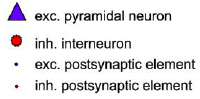 exc. pyramidal neuron
inh. interneuron
exc. postsynaptic element
inh. postsynaptic element